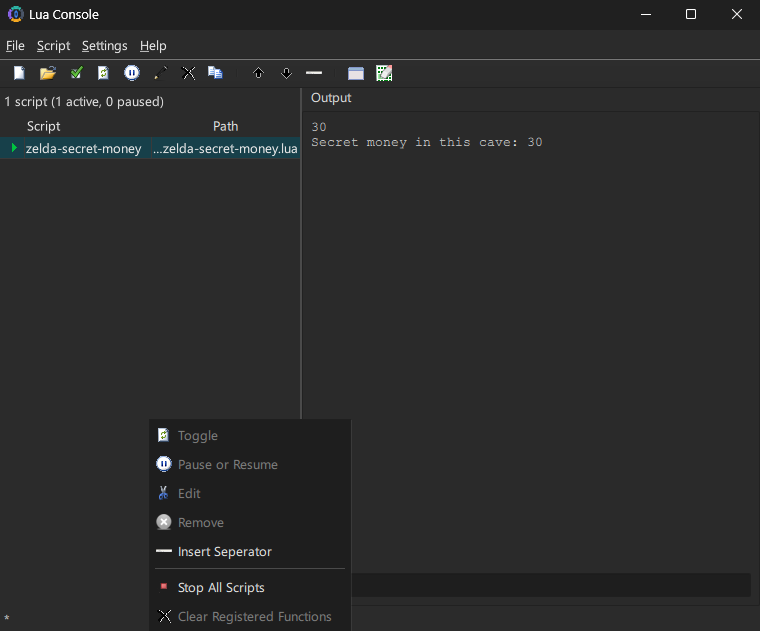 Lua Console
File Script Settings Help
1 script (1 active, 0 paused)
Output
Script Path
30
zelda-secret-money ...zelda-secret-money.lua
Secret money in this cave: 30
Toggle
Pause or Resume
Edit
Remove
Insert Seperator
Stop All Scripts
Clear Registered Functions
*